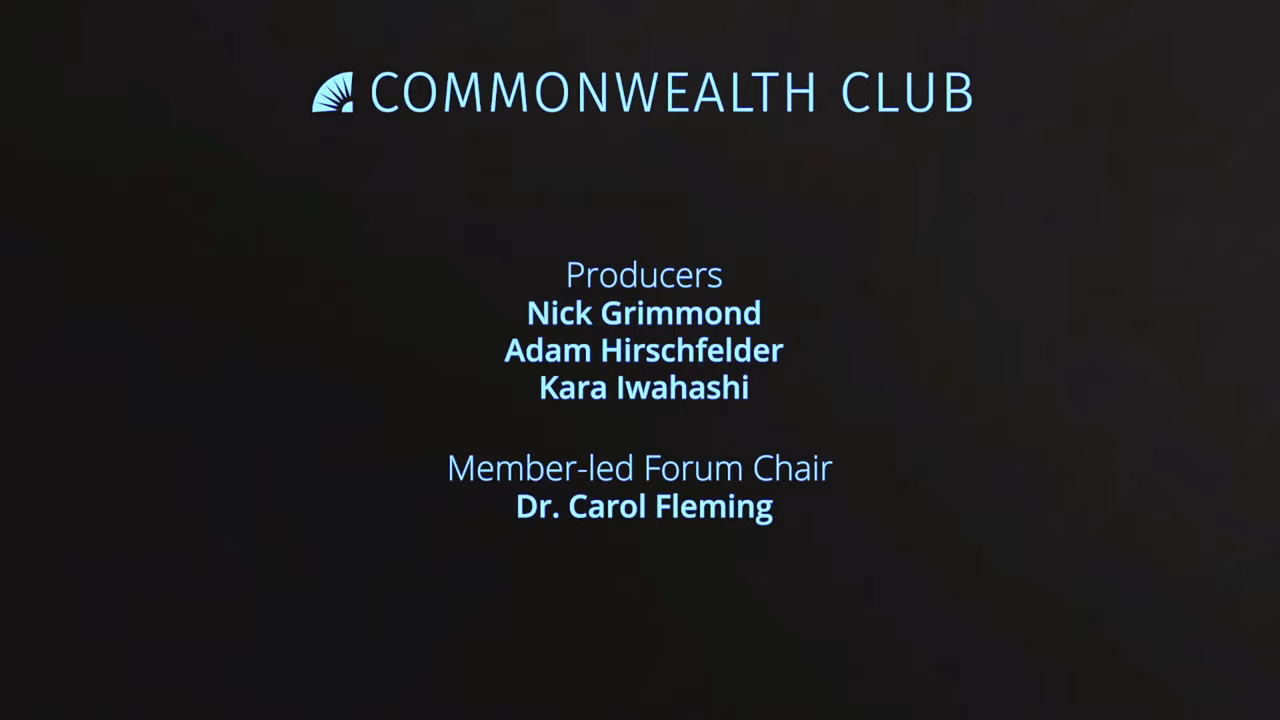 COMMONWEALTH CLUB
Producers
Nick Grimmond
Adam Hirschfelder
Kara Iwahashi
Member-led Forum Chair
Dr. Carol Fleming